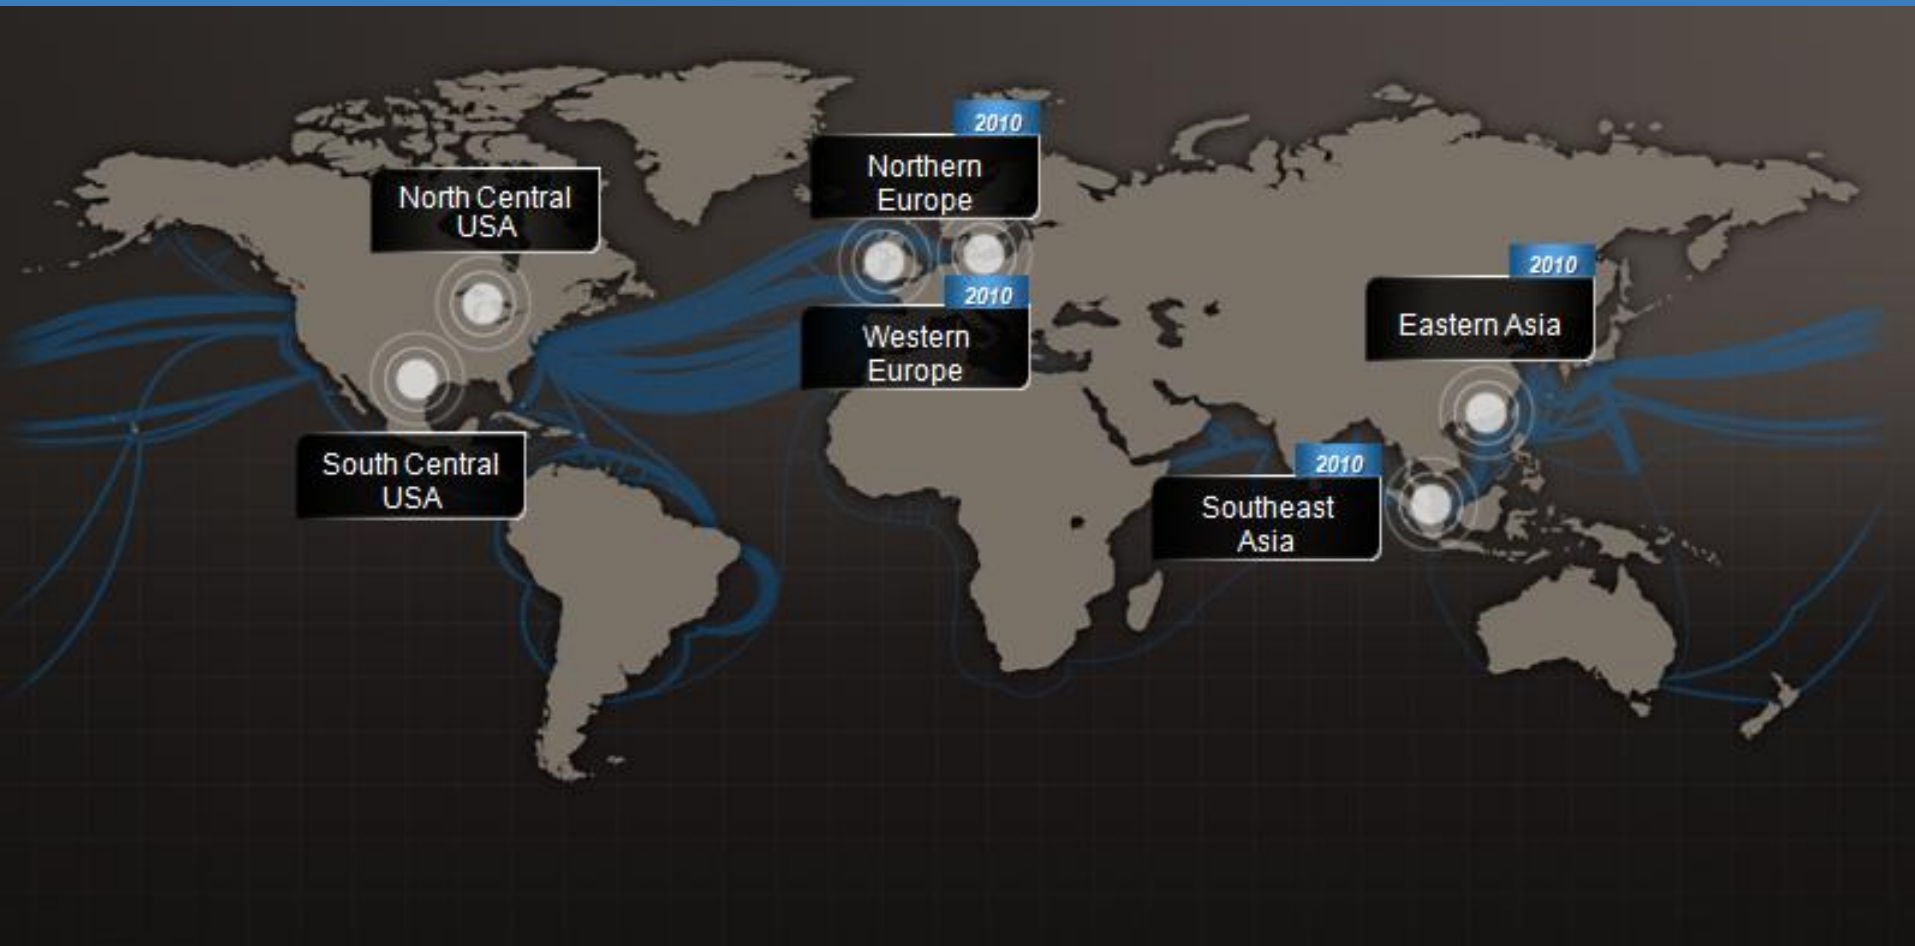 2010
Northern
Europe
North Central
USA
2010
Eastern Asia
2010
Western
Europe
South Central
USA
2010
Southeast
Asia